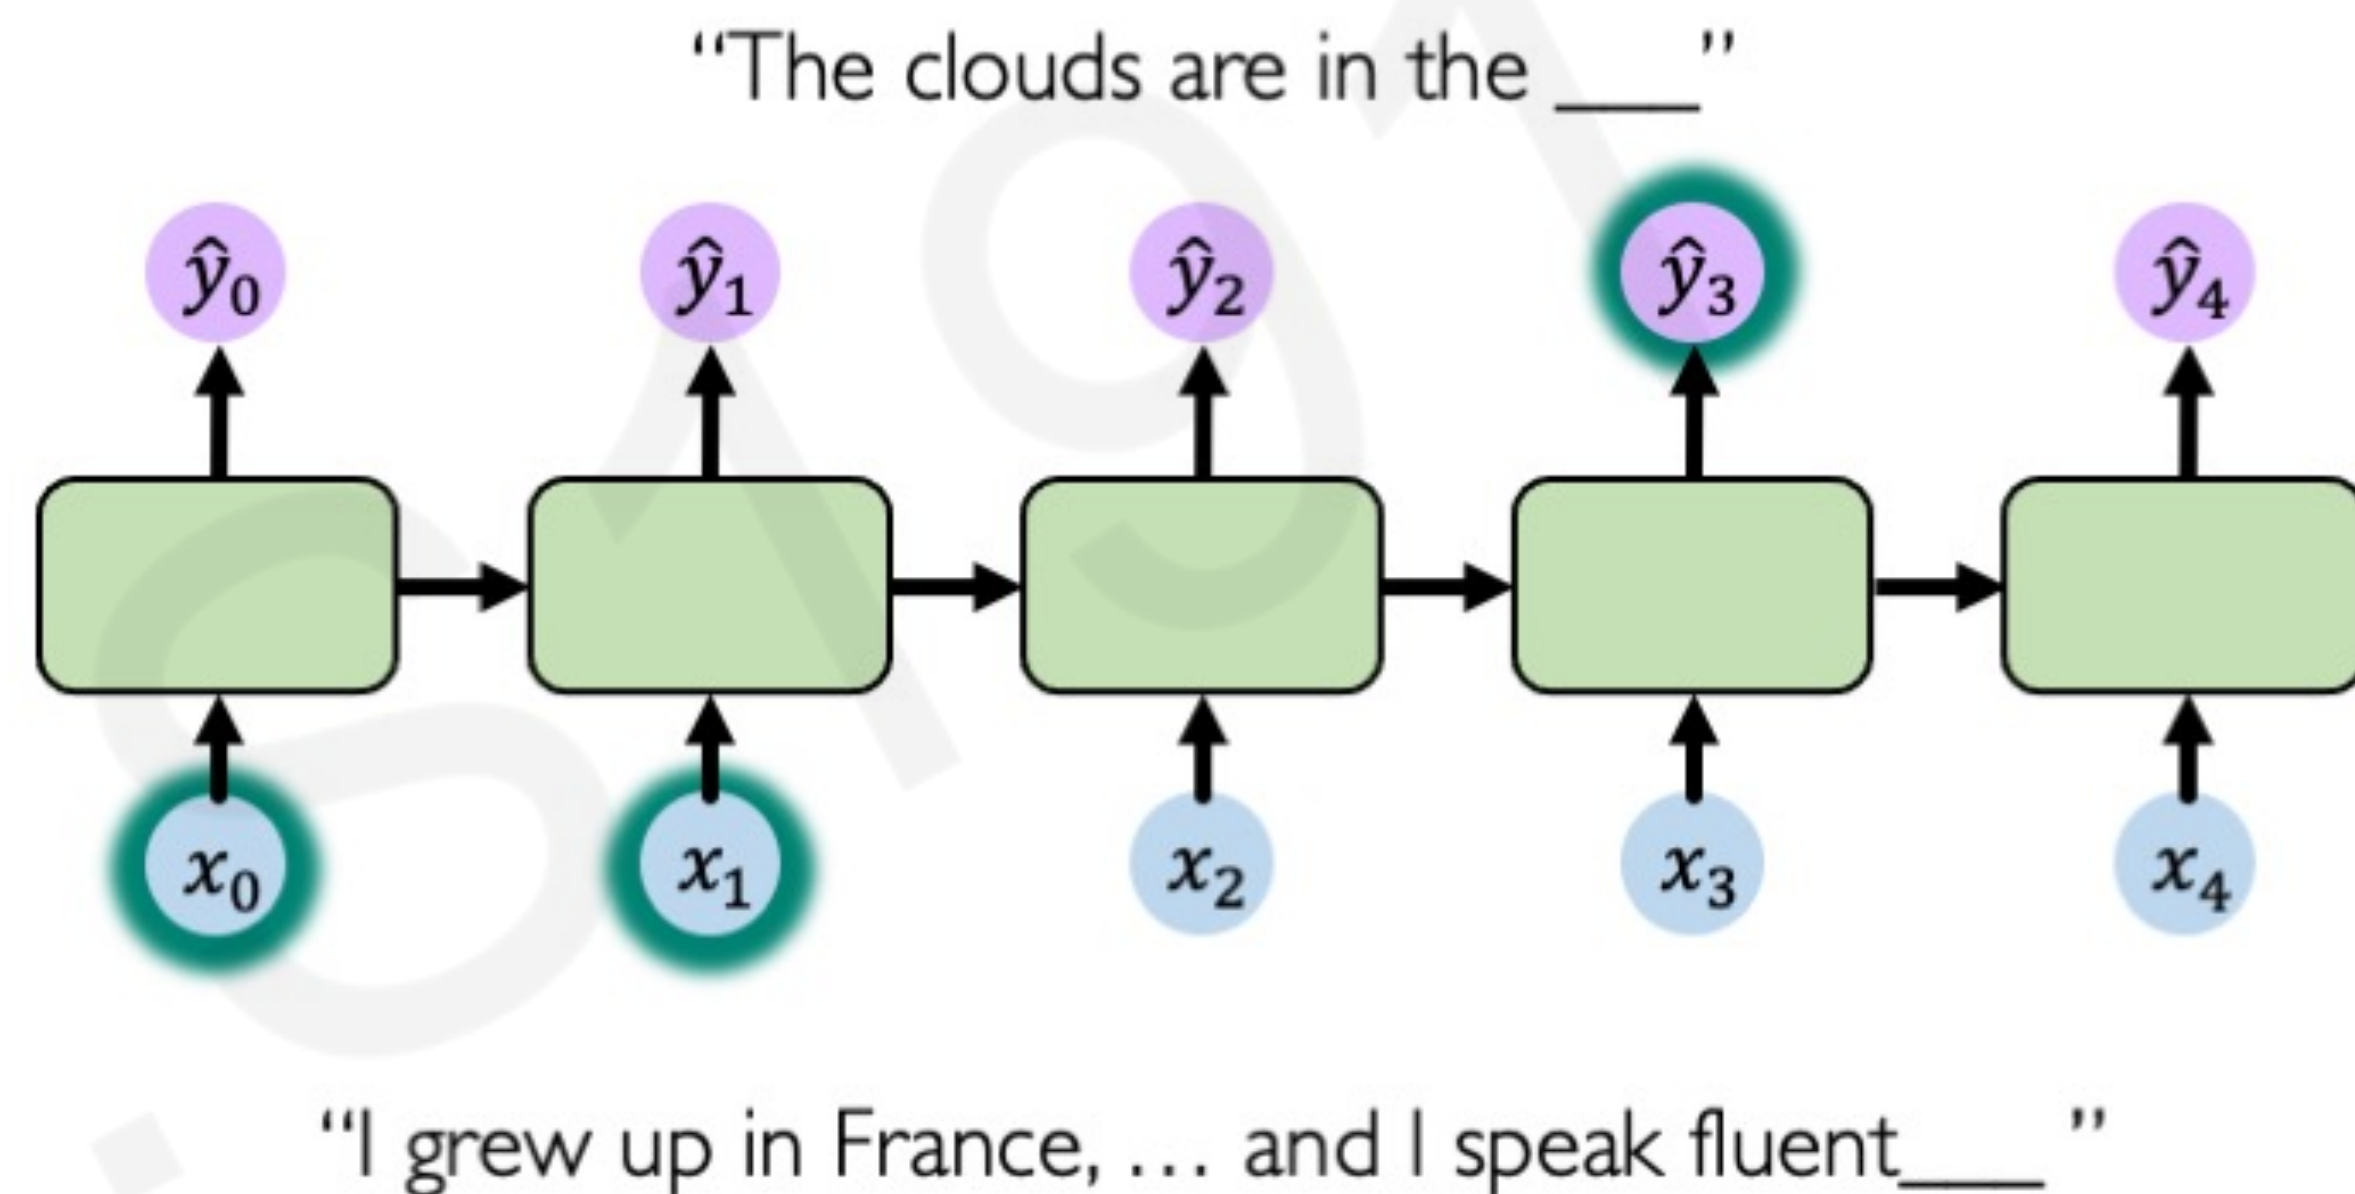 “The clouds are in the ___”
ŷ0 ŷ1 ŷ2 ŷ3 ŷ4
x0 x1 x2 x3 x4
“I grew up in France, … and I speak fluent___ ”